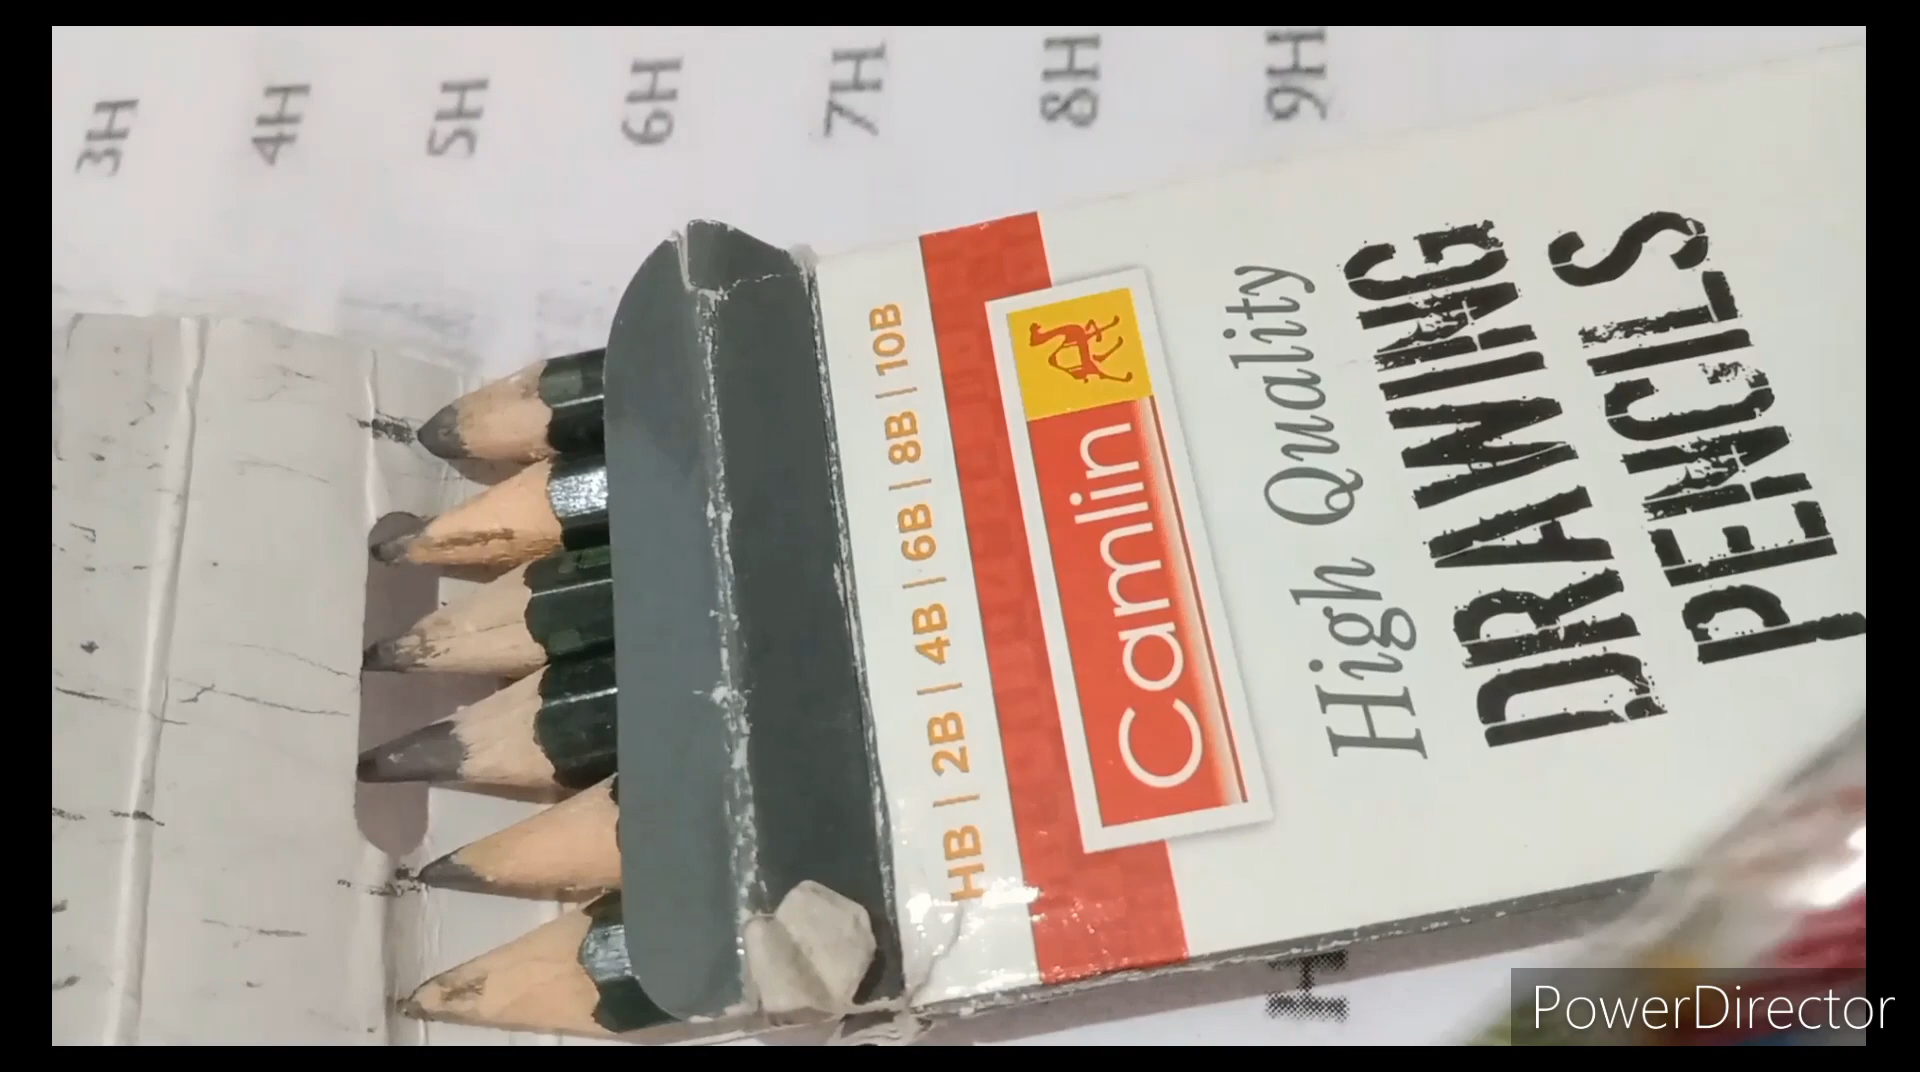 3H
4H
5H
6H
7H
8H
9H
HB | 2B | 4B | 6B | 8B | 10B
Camlin
High Quality
DRAWING
PENCILS
H
PowerDirector